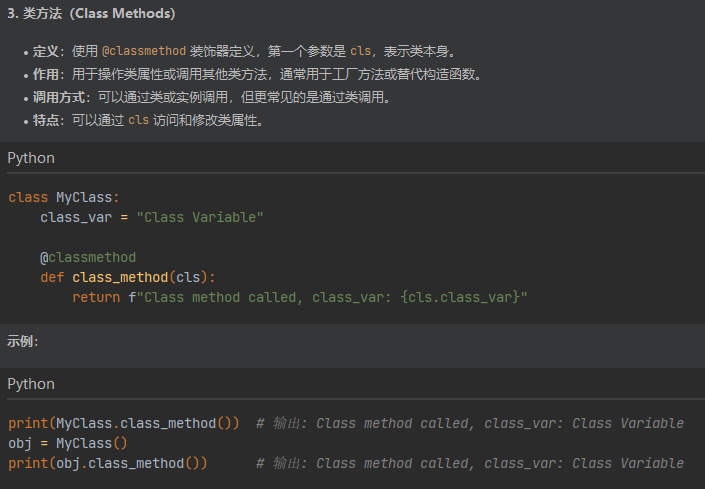 3. 类方法（Class Methods）
• 定义：使用 @classmethod 装饰器定义，第一个参数是 cls，表示类本身。
• 作用：用于操作类属性或调用其他类方法，通常用于工厂方法或替代构造函数。
• 调用方式：可以通过类或实例调用，但更常见的是通过类调用。
• 特点：可以通过 cls 访问和修改类属性。
Python
class MyClass:
    class_var = "Class Variable"
    @classmethod
    def class_method(cls):
        return f"Class method called, class_var: {cls.class_var}"
示例：
Python
print(MyClass.class_method())  # 输出: Class method called, class_var: Class Variable
obj = MyClass()
print(obj.class_method())      # 输出: Class method called, class_var: Class Variable